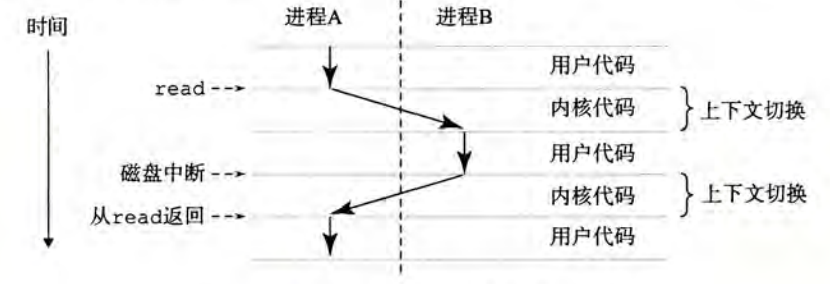 进程A 进程B
时间
用户代码
read
内核代码 上下文切换
用户代码
磁盘中断
内核代码 上下文切换
从read返回
用户代码